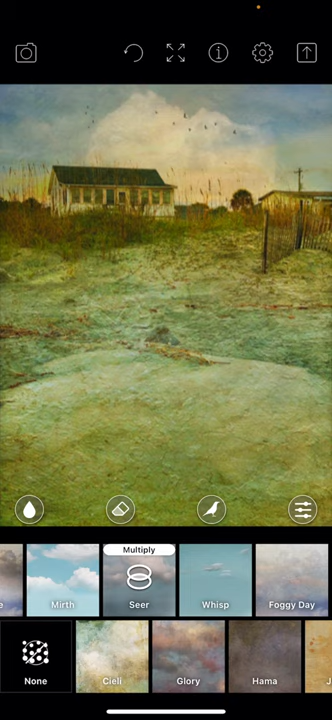 Multiply
e
Mirth
Seer
Whisp
Foggy Day
None
Cieli
Glory
Hama
J